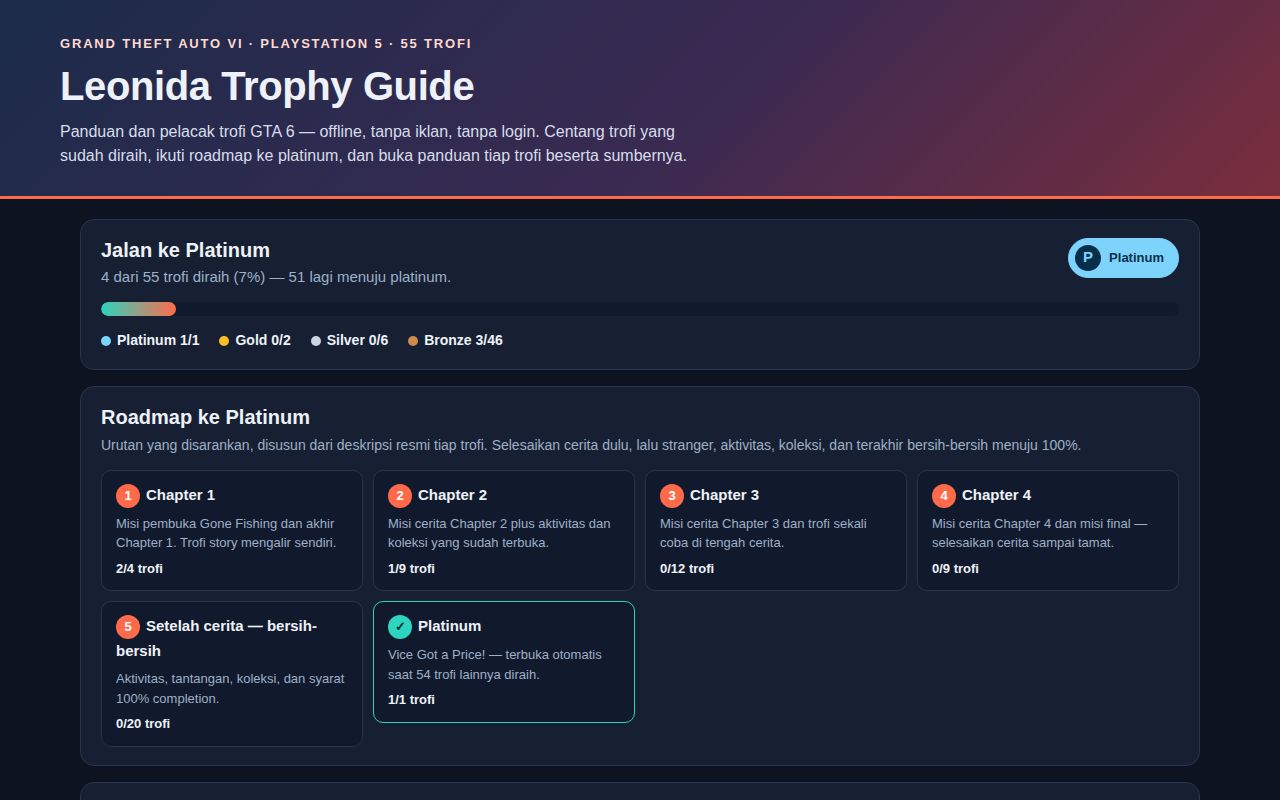 GRAND THEFT AUTO VI · PLAYSTATION 5 · 55 TROFI
Leonida Trophy Guide
Panduan dan pelacak trofi GTA 6 — offline, tanpa iklan, tanpa login. Centang trofi yang
sudah diraih, ikuti roadmap ke platinum, dan buka panduan tiap trofi beserta sumbernya.
Jalan ke Platinum
4 dari 55 trofi diraih (7%) — 51 lagi menuju platinum.
P Platinum
Platinum 1/1 Gold 0/2 Silver 0/6 Bronze 3/46
Roadmap ke Platinum
Urutan yang disarankan, disusun dari deskripsi resmi tiap trofi. Selesaikan cerita dulu, lalu stranger, aktivitas, koleksi, dan terakhir bersih-bersih menuju 100%.
1 Chapter 1
Misi pembuka Gone Fishing dan akhir
Chapter 1. Trofi story mengalir sendiri.
2/4 trofi
2 Chapter 2
Misi cerita Chapter 2 plus aktivitas dan
koleksi yang sudah terbuka.
1/9 trofi
3 Chapter 3
Misi cerita Chapter 3 dan trofi sekali
coba di tengah cerita.
0/12 trofi
4 Chapter 4
Misi cerita Chapter 4 dan misi final —
selesaikan cerita sampai tamat.
0/9 trofi
5 Setelah cerita — bersih-
bersih
Aktivitas, tantangan, koleksi, dan syarat
100% completion.
0/20 trofi
✓ Platinum
Vice Got a Price! — terbuka otomatis
saat 54 trofi lainnya diraih.
1/1 trofi